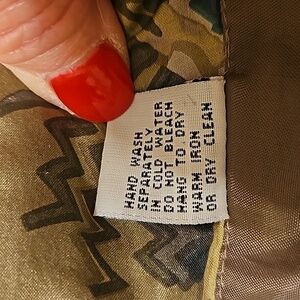 HAND WASH
SEPARATELY
IN COLD WATER
DO NOT BLEACH
HANG TO DRY
WARM IRON
OR DRY CLEAN